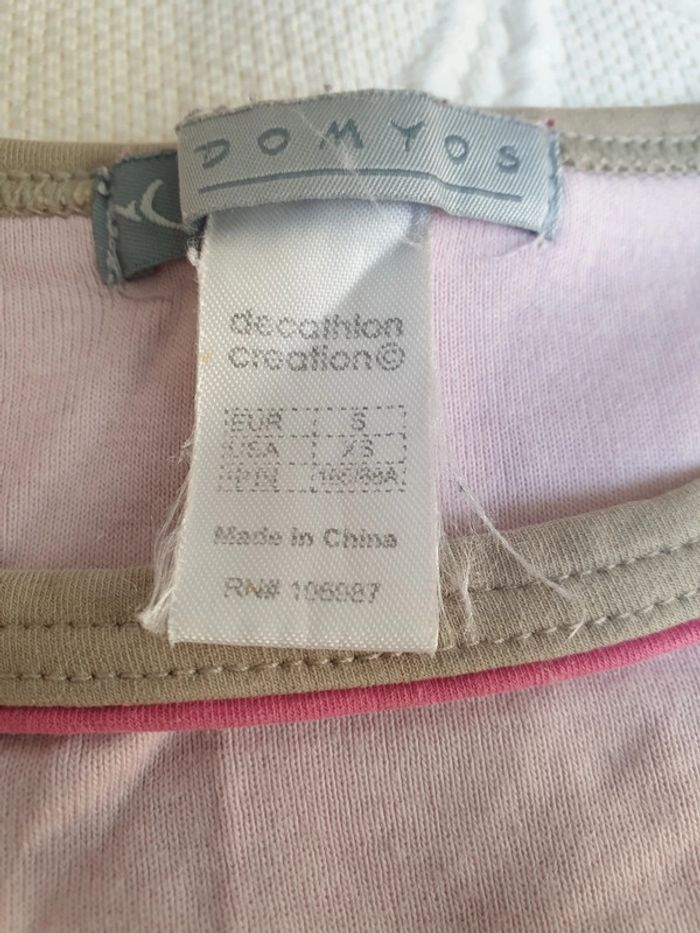 DOMYOS
decathlon
creation©
EUR S
USA XS
Made in China
RN# 106987